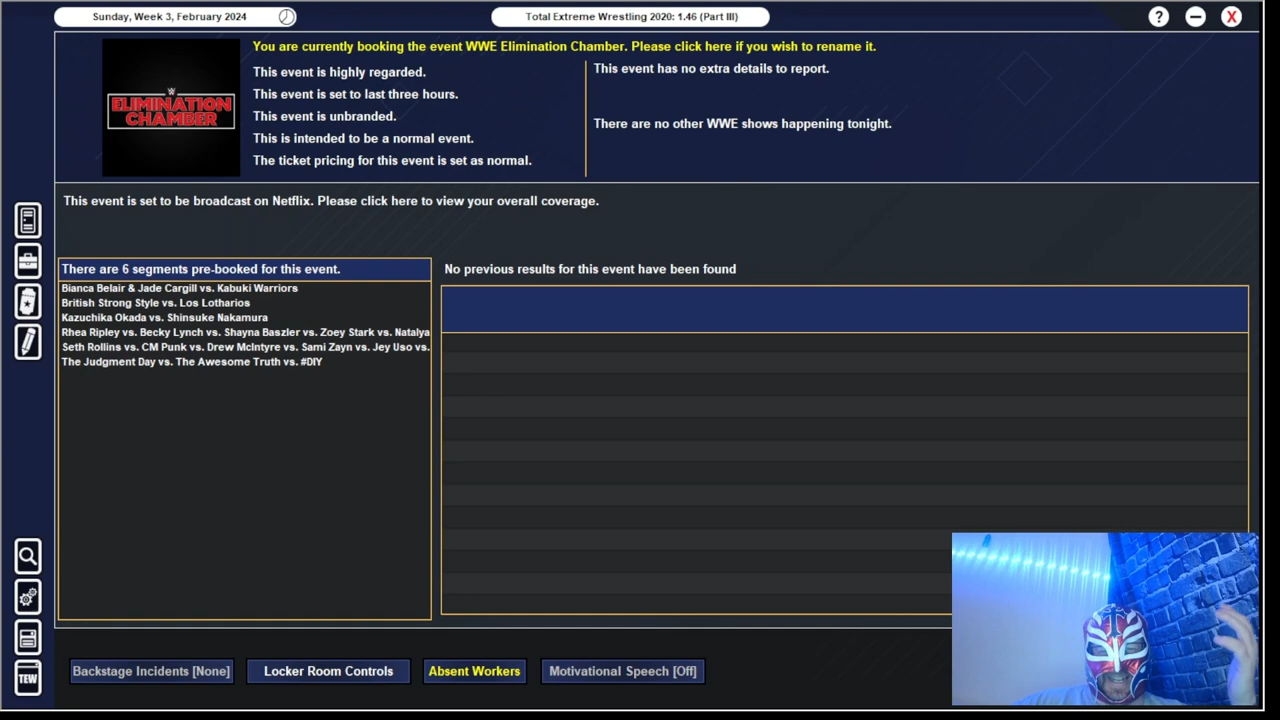 Sunday, Week 3, February 2024
Total Extreme Wrestling 2020: 1.46 (Part III)
?
X
You are currently booking the event WWE Elimination Chamber. Please click here if you wish to rename it.
W
ELIMINATION
CHAMBER
This event is highly regarded.
This event is set to last three hours.
This event is unbranded.
This is intended to be a normal event.
The ticket pricing for this event is set as normal.
This event has no extra details to report.
There are no other WWE shows happening tonight.
This event is set to be broadcast on Netflix. Please click here to view your overall coverage.
There are 6 segments pre-booked for this event.
Bianca Belair & Jade Cargill vs. Kabuki Warriors
British Strong Style vs. Los Lotharios
Kazuchika Okada vs. Shinsuke Nakamura
Rhea Ripley vs. Becky Lynch vs. Shayna Baszler vs. Zoey Stark vs. Natalya
Seth Rollins vs. CM Punk vs. Drew McIntyre vs. Sami Zayn vs. Jey Uso vs.
The Judgment Day vs. The Awesome Truth vs. #DIY
No previous results for this event have been found
TEW
Backstage Incidents [None]
Locker Room Controls
Absent Workers
Motivational Speech [Off]